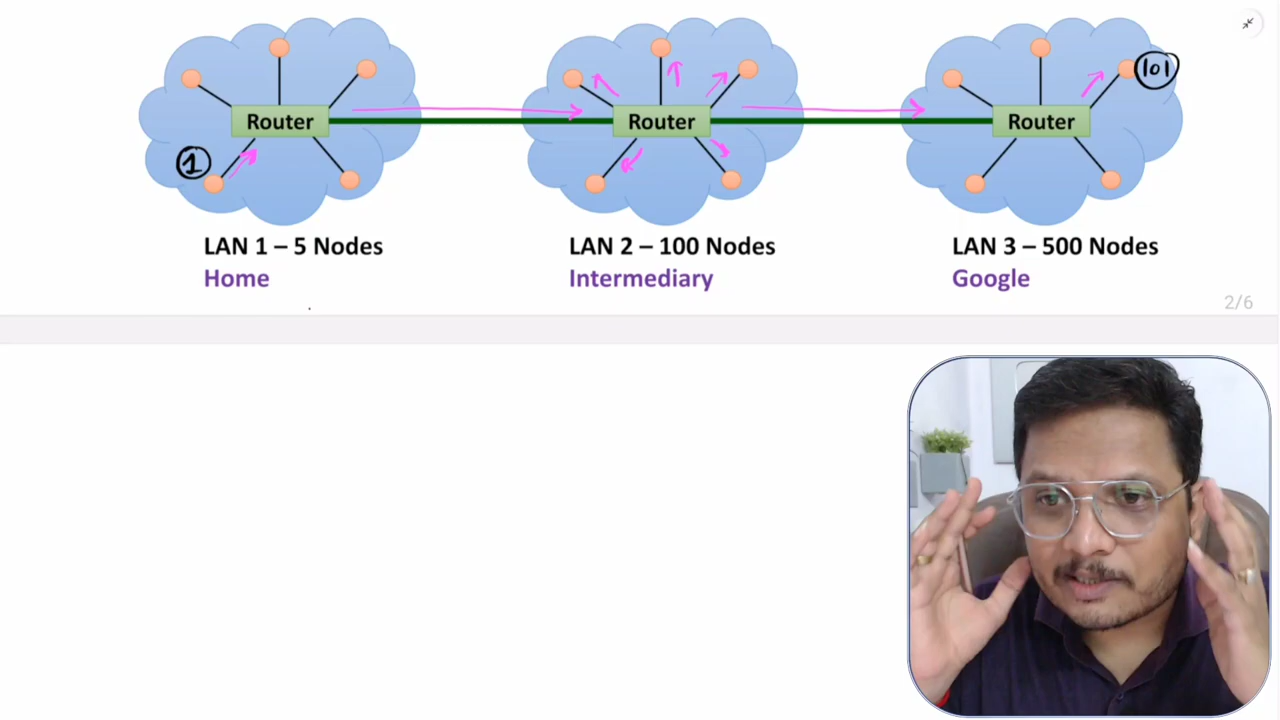 Router
Router
Router
1
101
LAN 1 – 5 Nodes
Home
LAN 2 – 100 Nodes
Intermediary
LAN 3 – 500 Nodes
Google
2/6